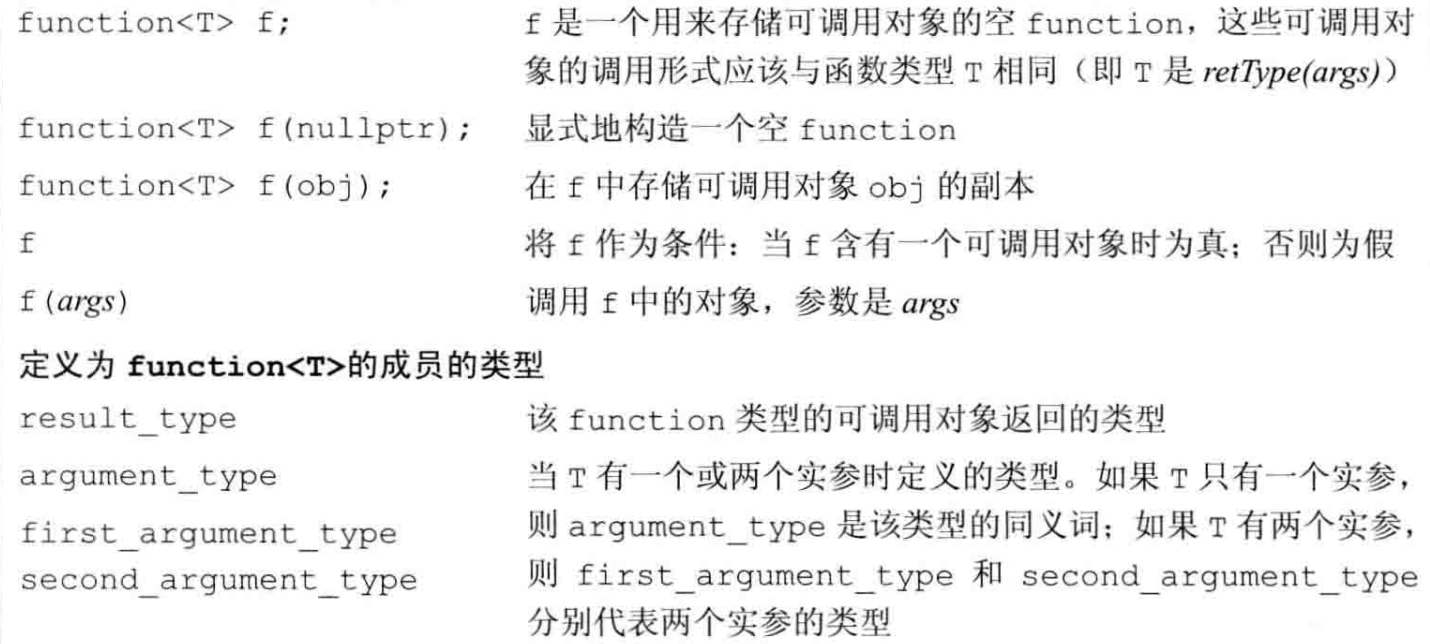 function<T> f; f 是一个用来存储可调用对象的空 function，这些可调用对
象的调用形式应该与函数类型 T 相同（即 T 是 retType(args)）
function<T> f(nullptr); 显式地构造一个空 function
function<T> f(obj); 在 f 中存储可调用对象 obj 的副本
f 将 f 作为条件：当 f 含有一个可调用对象时为真；否则为假
f(args) 调用 f 中的对象，参数是 args
定义为 function<T>的成员的类型
result_type 该 function 类型的可调用对象返回的类型
argument_type 当 T 有一个或两个实参时定义的类型。如果 T 只有一个实参，
first_argument_type 则 argument_type 是该类型的同义词；如果 T 有两个实参，
second_argument_type 则 first_argument_type 和 second_argument_type
分别代表两个实参的类型